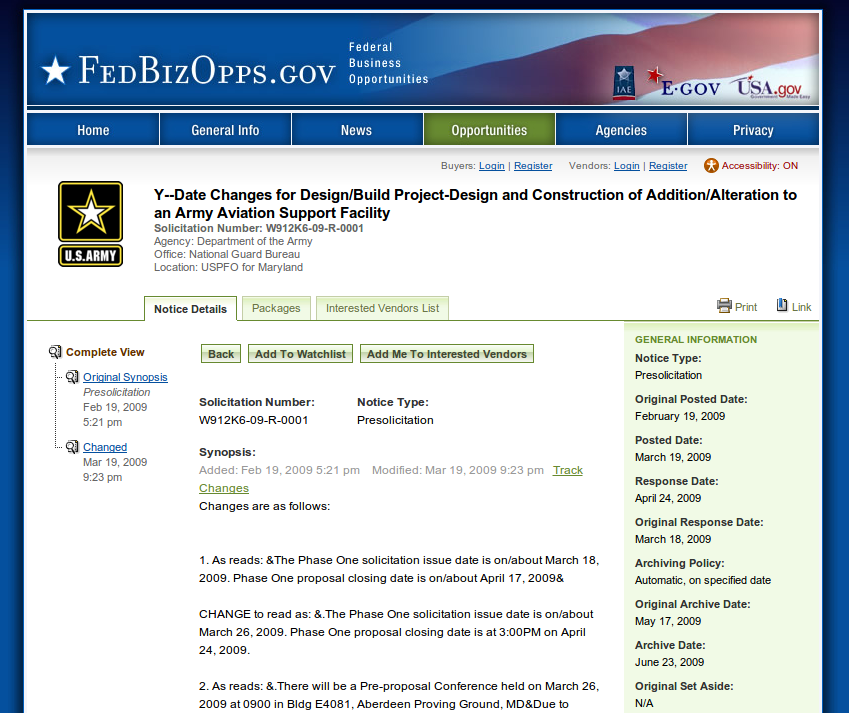 FEDBIZOPPS.GOV
Federal
Business
Opportunities
IAE
E·GOV
USA.gov
Government Made Easy
Home
General Info
News
Opportunities
Agencies
Privacy
Buyers: Login | Register Vendors: Login | Register Accessibility: ON
U.S.ARMY
Y--Date Changes for Design/Build Project-Design and Construction of Addition/Alteration to
an Army Aviation Support Facility
Solicitation Number: W912K6-09-R-0001
Agency: Department of the Army
Office: National Guard Bureau
Location: USPFO for Maryland
Notice Details
Packages
Interested Vendors List
Print
Link
Complete View
Original Synopsis
Presolicitation
Feb 19, 2009
5:21 pm
Changed
Mar 19, 2009
9:23 pm
Back
Add To Watchlist
Add Me To Interested Vendors
Solicitation Number:
W912K6-09-R-0001
Notice Type:
Presolicitation
Synopsis:
Added: Feb 19, 2009 5:21 pm Modified: Mar 19, 2009 9:23 pm Track
Changes
Changes are as follows:
1. As reads: &The Phase One solicitation issue date is on/about March 18,
2009. Phase One proposal closing date is on/about April 17, 2009&
CHANGE to read as: &.The Phase One solicitation issue date is on/about
March 26, 2009. Phase One proposal closing date is at 3:00PM on April
24, 2009.
2. As reads: &.There will be a Pre-proposal Conference held on March 26,
2009 at 0900 in Bldg E4081, Aberdeen Proving Ground, MD&Due to
GENERAL INFORMATION
Notice Type:
Presolicitation
Original Posted Date:
February 19, 2009
Posted Date:
March 19, 2009
Response Date:
April 24, 2009
Original Response Date:
March 18, 2009
Archiving Policy:
Automatic, on specified date
Original Archive Date:
May 17, 2009
Archive Date:
June 23, 2009
Original Set Aside:
N/A